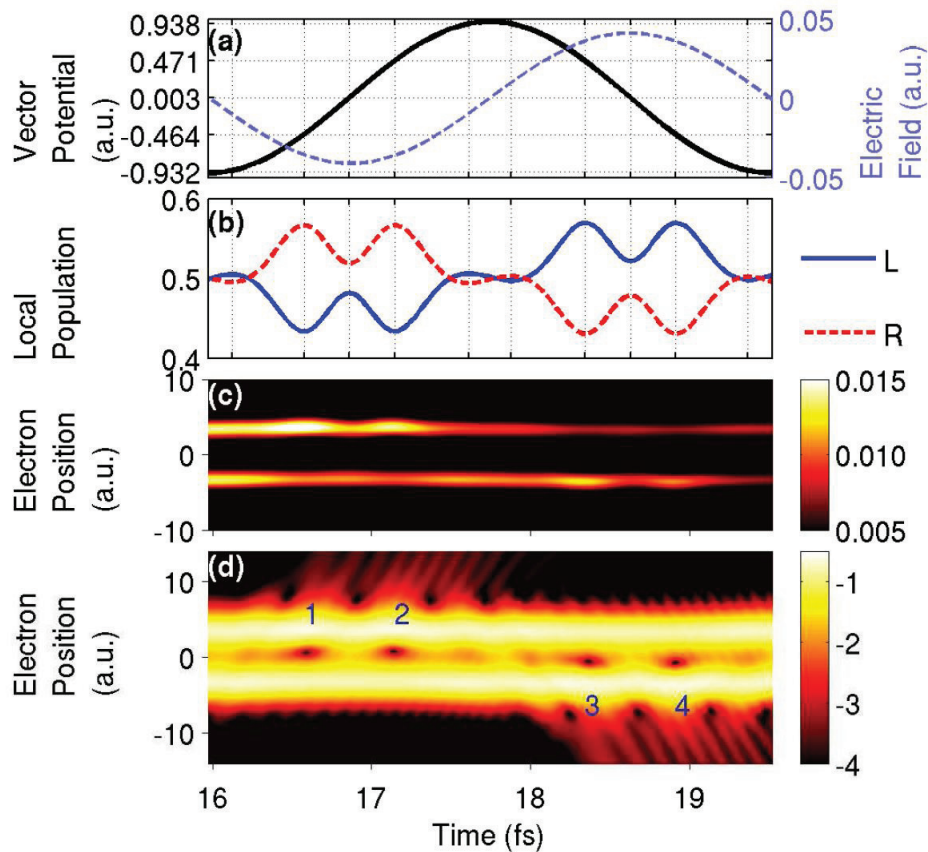 (a)
0.938
0.471
0.003
-0.464
-0.932
Vector
Potential
(a.u.)
0.05
0
-0.05
Electric
Field (a.u.)
(b)
0.6
0.5
0.4
Local
Population
L
R
(c)
10
0
-10
Electron
Position
(a.u.)
0.015
0.010
0.005
(d)
10
0
-10
Electron
Position
(a.u.)
1
2
3
4
-1
-2
-3
-4
16
17
18
19
Time (fs)